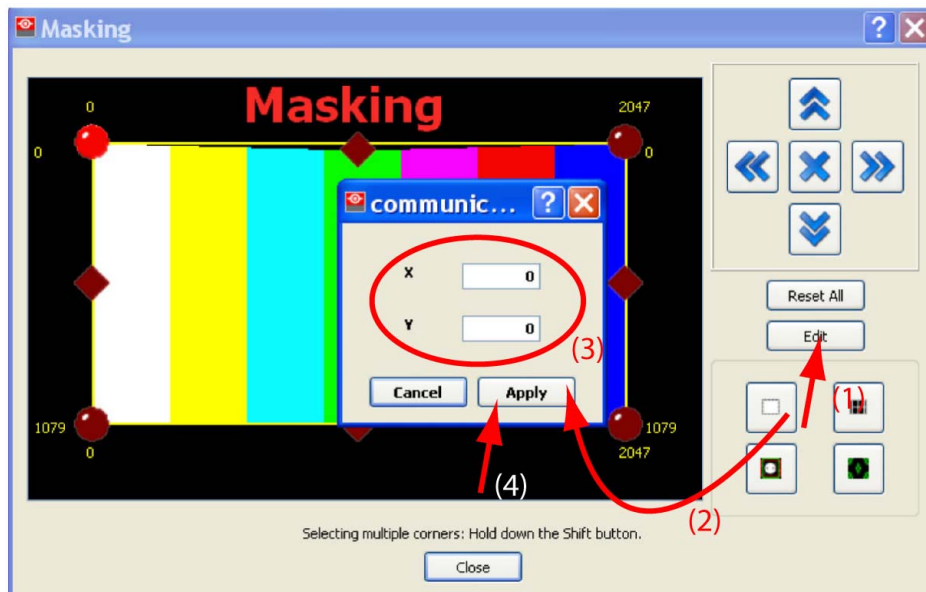 Masking
Masking
0
2047
0
0
communic...
X
0
Y
0
(3)
Cancel
Apply
Reset All
Edit
(1)
(4)
(2)
1079
1079
0
2047
Selecting multiple corners: Hold down the Shift button.
Close